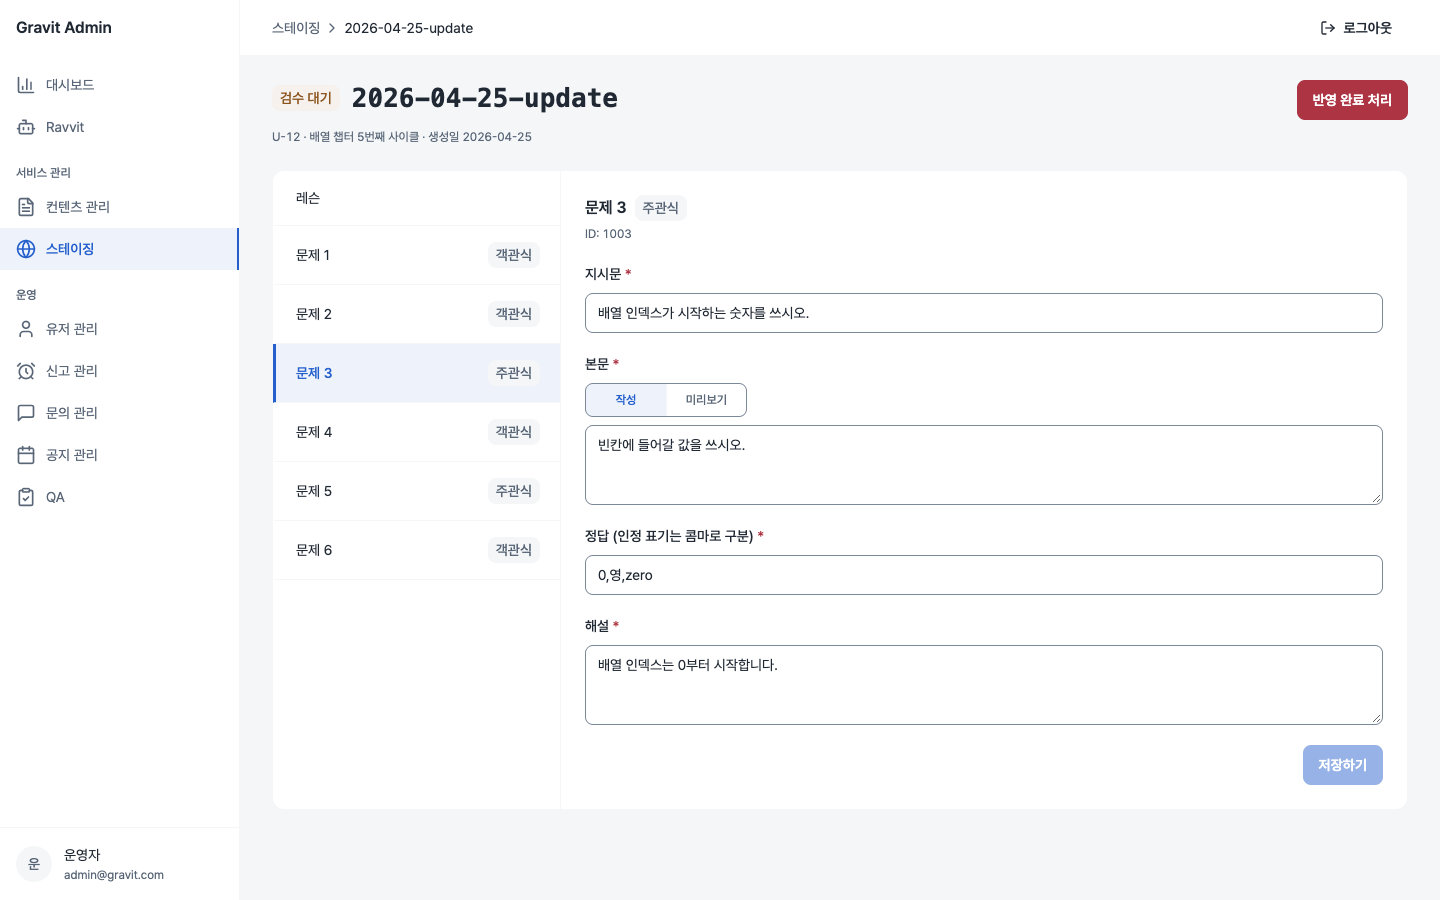 Gravit Admin
대시보드
Ravvit
서비스 관리
컨텐츠 관리
스테이징
운영
유저 관리
신고 관리
문의 관리
공지 관리
QA
운
운영자
admin@gravit.com
스테이징 > 2026-04-25-update
로그아웃
검수 대기 2026-04-25-update
반영 완료 처리
U-12 · 배열 챕터 5번째 사이클 · 생성일 2026-04-25
레슨
문제 1 객관식
문제 2 객관식
문제 3 주관식
문제 4 객관식
문제 5 주관식
문제 6 객관식
문제 3 주관식
ID: 1003
지시문 *
배열 인덱스가 시작하는 숫자를 쓰시오.
본문 *
작성 미리보기
빈칸에 들어갈 값을 쓰시오.
정답 (인정 표기는 콤마로 구분) *
0,영,zero
해설 *
배열 인덱스는 0부터 시작합니다.
저장하기